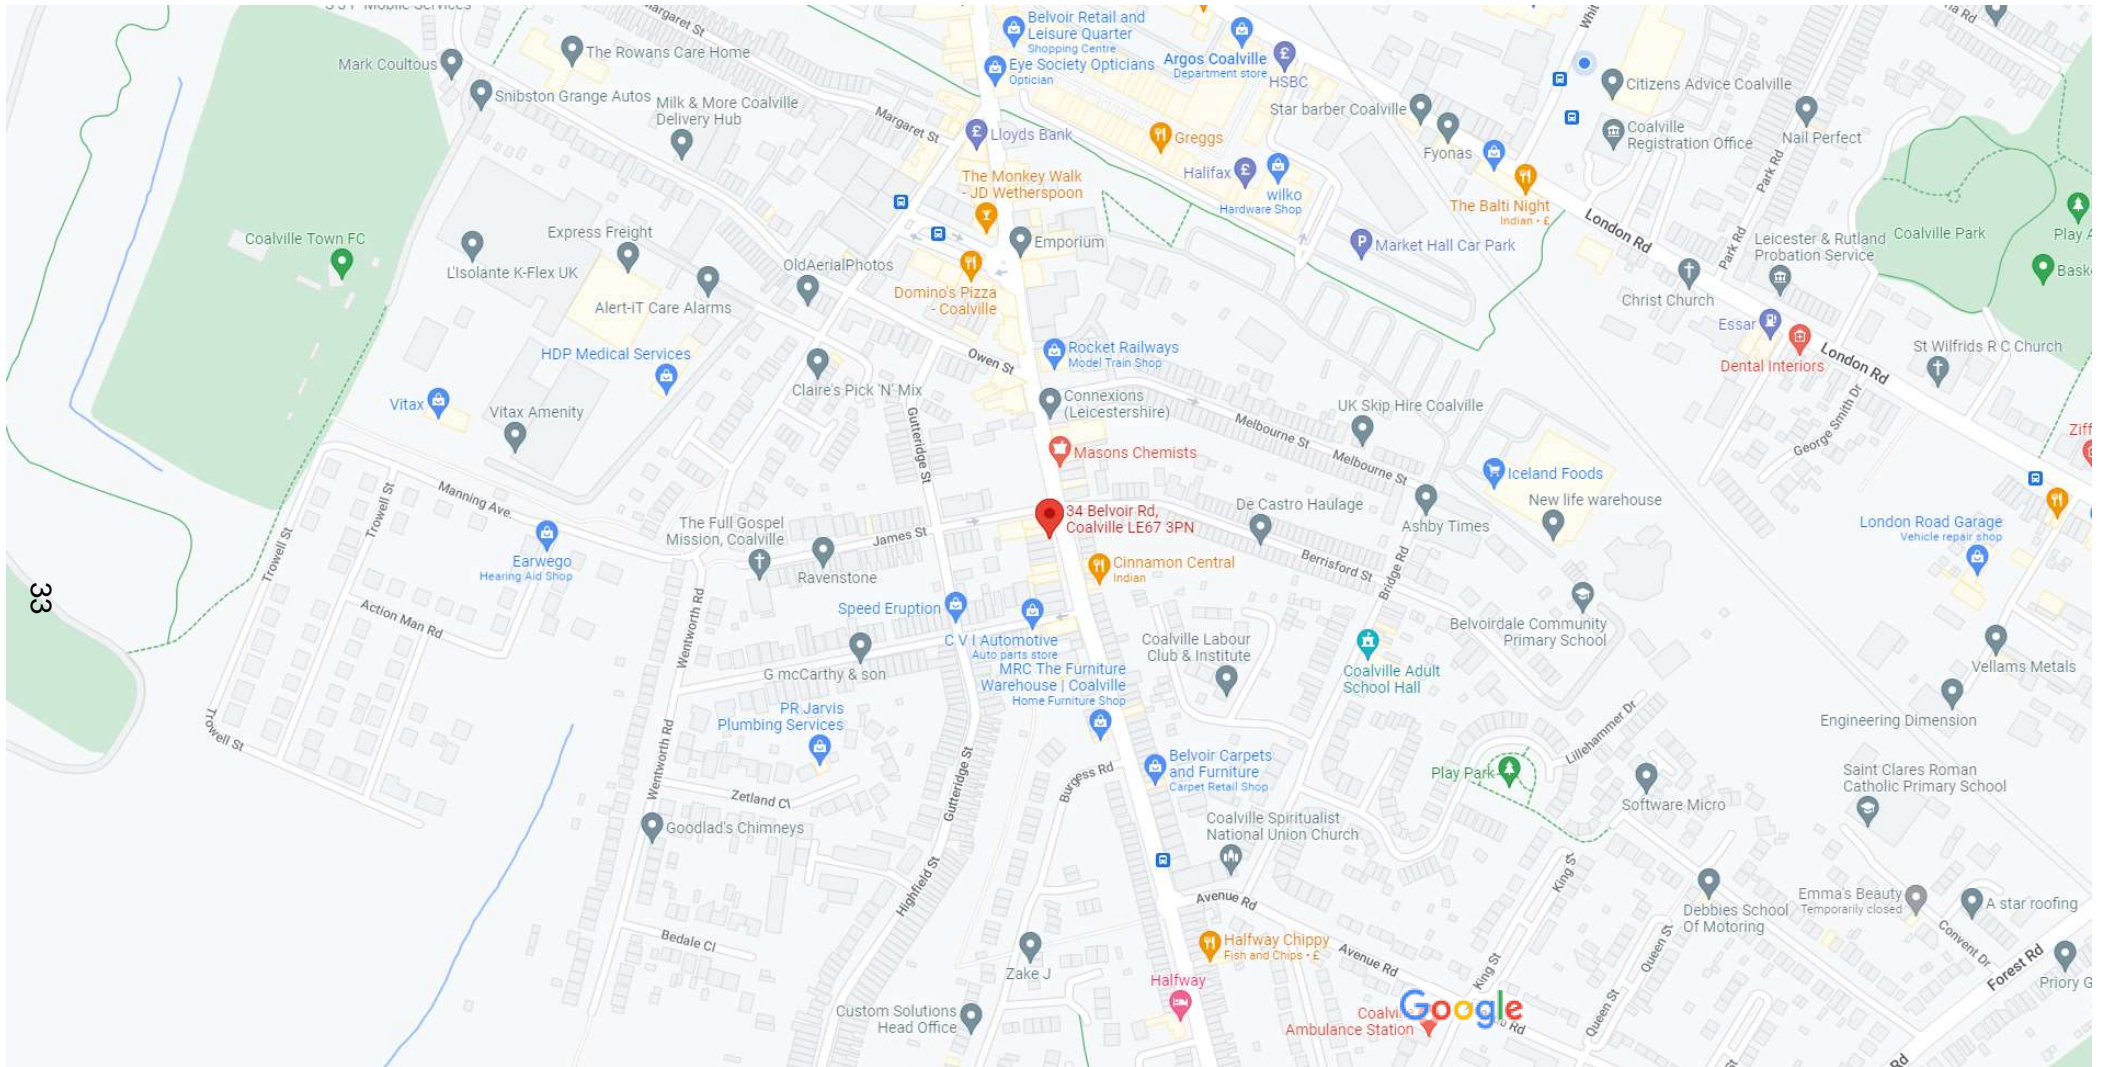 S J F Mobile Services
Mark Coultous
The Rowans Care Home
Snibston Grange Autos
Milk & More Coalville
Delivery Hub
Margaret St
Margaret St
Belvoir Retail and
Leisure Quarter
Shopping Centre
Eye Society Opticians
Optician
Argos Coalville
Department store
HSBC
Star barber Coalville
Fyonas
Citizens Advice Coalville
Coalville
Registration Office
Nail Perfect
Lloyds Bank
Greggs
Halifax
wilko
Hardware Shop
The Monkey Walk
- JD Wetherspoon
The Balti Night
Indian • £
London Rd
Park Rd
Park Rd
Coalville Town FC
Express Freight
L'Isolante K-Flex UK
OldAerialPhotos
Alert-iT Care Alarms
Emporium
Domino's Pizza
- Coalville
Market Hall Car Park
Leicester & Rutland
Probation Service
Coalville Park
Christ Church
Essar
Dental Interiors
London Rd
St Wilfrids R C Church
HDP Medical Services
Vitax
Vitax Amenity
Claire's Pick 'N' Mix
Owen St
Rocket Railways
Model Train Shop
Connexions
(Leicestershire)
Melbourne St
Melbourne St
UK Skip Hire Coalville
George Smith Dr
Gutteridge St
Masons Chemists
Iceland Foods
New life warehouse
Manning Ave.
Trowell St
Trowell St
The Full Gospel
Mission, Coalville
James St
34 Belvoir Rd,
Coalville LE67 3PN
De Castro Haulage
Ashby Times
London Road Garage
Vehicle repair shop
Earwego
Hearing Aid Shop
Ravenstone
Cinnamon Central
Indian
Berrisford St
Bridge Rd
33
Action Man Rd
Wentworth Rd
Speed Eruption
C V I Automotive
Auto parts store
G mcCarthy & son
Coalville Labour
Club & Institute
Coalville Adult
School Hall
Belvoirdale Community
Primary School
Vellams Metals
MRC The Furniture
Warehouse | Coalville
Home Furniture Shop
Engineering Dimension
PR Jarvis
Plumbing Services
Trowell St
Wentworth Rd
Zetland Cl
Gutteridge St
Burgess Rd
Belvoir Carpets
and Furniture
Carpet Retail Shop
Play Park
Lillehammer Dr
Software Micro
Saint Clares Roman
Catholic Primary School
Goodlad's Chimneys
Coalville Spiritualist
National Union Church
King St
Highfield St
Avenue Rd
Debbies School
Of Motoring
Emma's Beauty
Temporarily closed
A star roofing
Convent Dr
Forest Rd
Bedale Cl
Zake J
Halfway Chippy
Fish and Chips • £
Avenue Rd
King St
Queen St
Queen St
Halfway
Custom Solutions
Head Office
Ambulance Station
Google
Rd
Priory